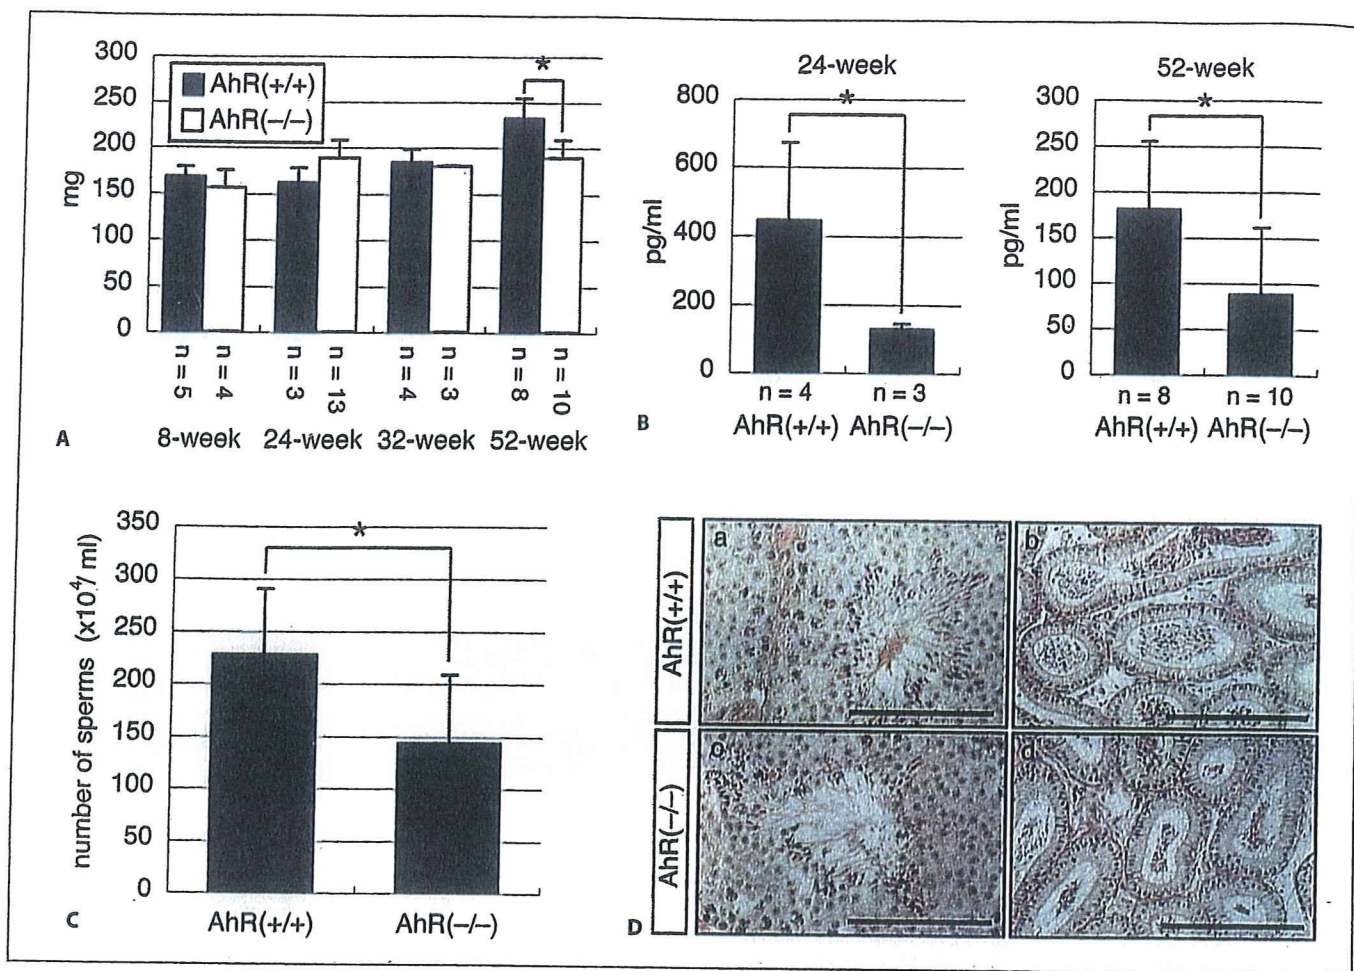 300
250
200
150
100
50
0
mg
AhR(+/+)
AhR(−/−)
*
n = 5
n = 4
n = 3
n = 13
n = 4
n = 3
n = 8
n = 10
8-week
24-week
32-week
52-week
A
24-week
800
600
400
200
0
pg/ml
*
n = 4
n = 3
AhR(+/+)
AhR(−/−)
B
52-week
300
250
200
150
100
50
0
pg/ml
*
n = 8
n = 10
AhR(+/+)
AhR(−/−)
350
300
250
200
150
100
50
0
number of sperms (x10⁴/ ml)
*
AhR(+/+)
AhR(−/−)
C
AhR(+/+)
a
b
AhR(−/−)
c
d
D